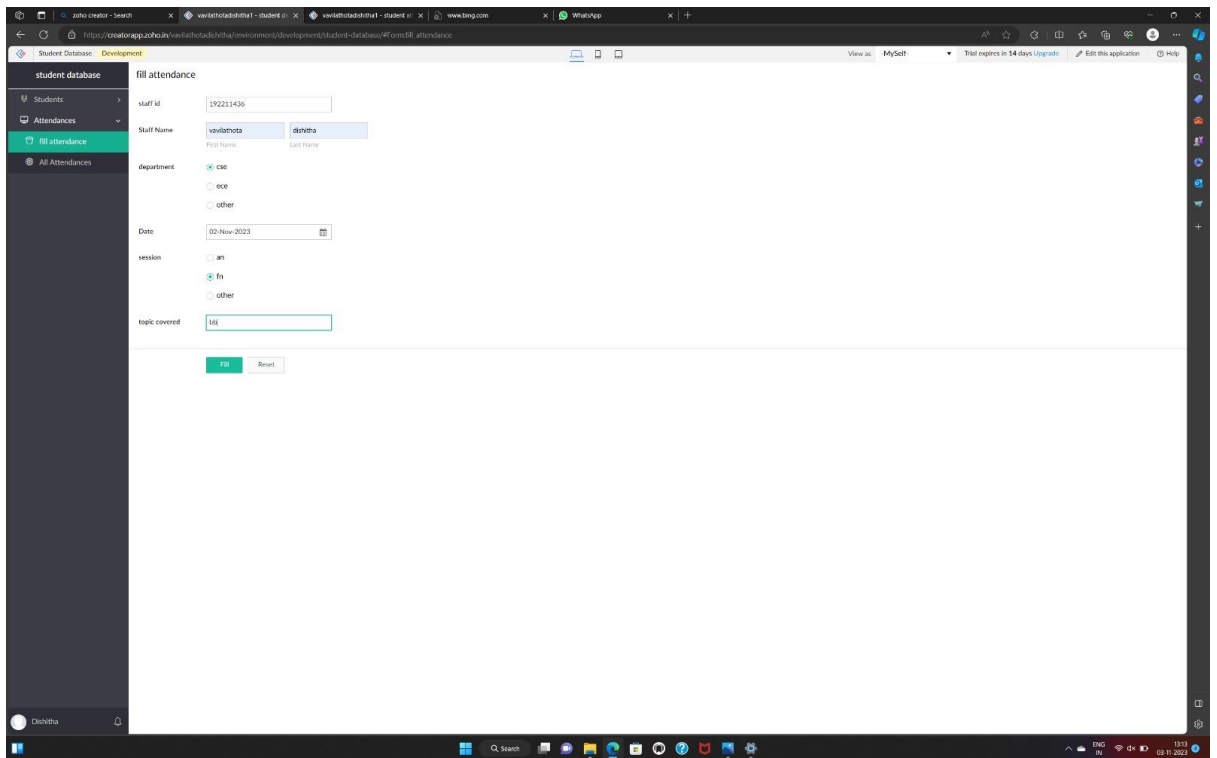 zoho creator - Search
vavilathotadishitha1 - student d
vavilathotadishitha1 - student at
www.bing.com
WhatsApp
https://creatorapp.zoho.in/vavilathotadishitha/environment/development/student-database/#Form:fill attendance
Student Database Development
View as MySelf Trial expires in 14 days Upgrade Edit this application Help
student database
fill attendance
Students
staff id 192211436
Attendances
Staff Name vavilathota dishitha
fill attendance
First Name Last Name
All Attendances
department cse
ece
other
Date 02-Nov-2023
session an
fn
other
topic covered bb
Fill Reset
Dishitha
Search
ENG
IN
13:13
03-11-2023